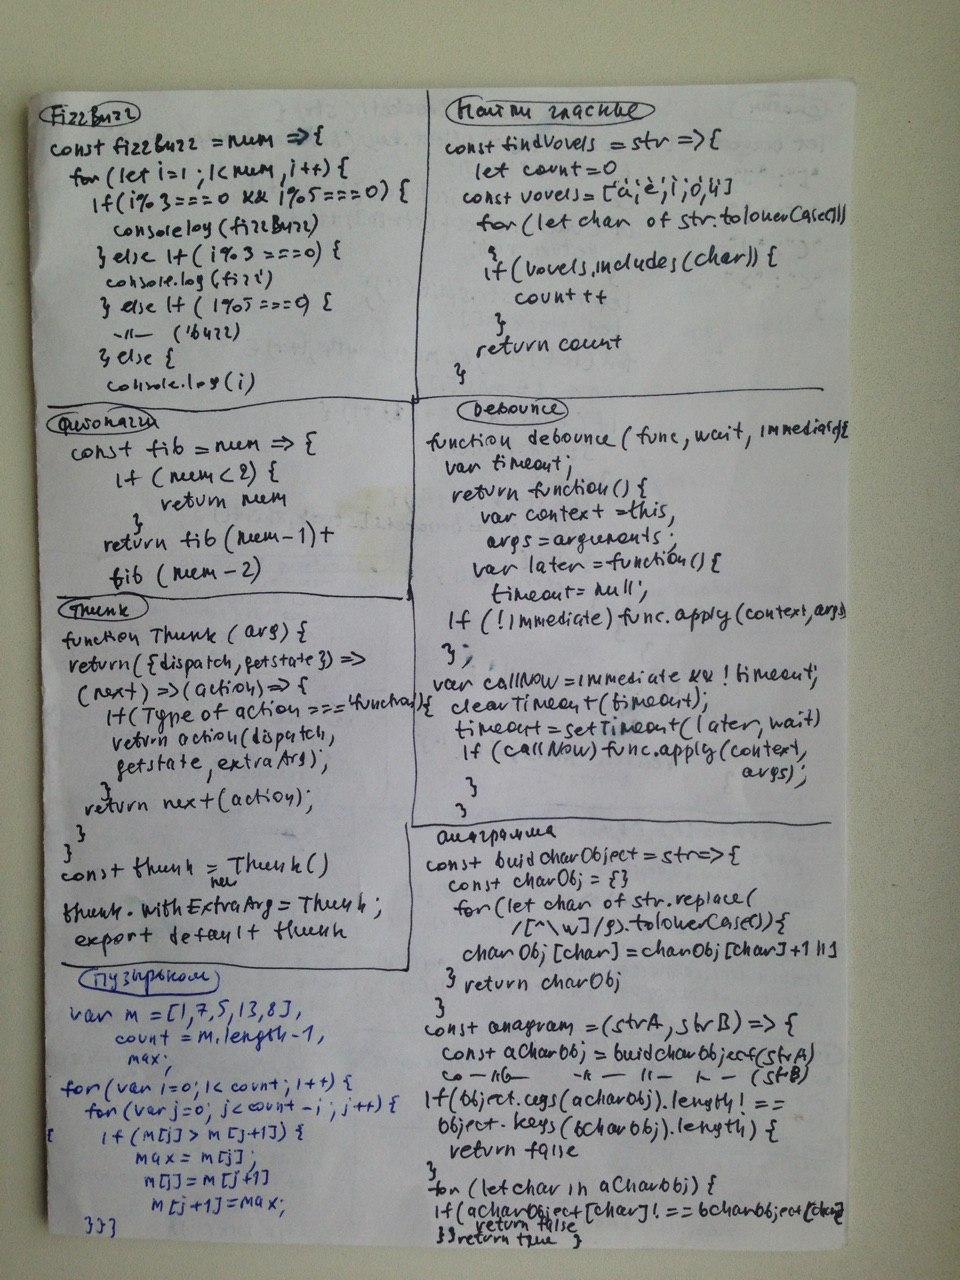 FizzBuzz
const fizzBuzz = num => {
for (let i=1; i<num, i++) {
if(i%3===0 && i%5===0) {
console log (fizzBuzz)
} else if (i%3===0) {
console.log (fizz')
} else if (i%5===0) {
-"- ('buzz)
} else {
console.log (i)
Фибоначчи
const fib = num => {
if (num<2) {
return num
}
return fib (num-1)+
fib (num-2)
Thunk
function Thunk (arg) {
return({dispatch, getstate}) =>
(next) => (action) => {
if(Type of action === 'function){
return action(dispatch,
getstate, extraArg);
}
return next(action);
}
}
const thunk = Thunk()
thunk.withExtraArg = Thunk;
export default thunk
Пузырьком
var m = [1,7,5,13,8],
count = m.length-1,
max;
for (var i=0; i<count; i++) {
for (var j=0; j<count-i; j++) {
if (m[j]>m[j+1]) {
max = m[j];
m[j]=m[j+1]
m[j+1]=max;
}}}
Найти гласные
const findVovels = str => {
let count=0
const vovels=['a','e','i','o','u']
for (let char of str.tolowerCase()))
{
if (vovels.includes(char)) {
count++
}
return count
}
Debounce
function debounce (func, wait, immediate){
var timeout;
return function() {
var context = this,
args = arguments;
var later = function() {
timeout = null;
if (!immediate) func.apply(context, args)
};
var callNow = immediate && !timeout;
clearTimeout (timeout);
timeout = setTimeout (later, wait)
if (callNow) func.apply (context,
args);
}
}
анаграмма
const buid charObject = str => {
const charObj = {}
for (let char of str.replace(
/[^\w]/g).tolowerCase()){
char Obj [char] = charObj [char]+1 ||1
} return charObj
}
const anagram = (strA, strB) => {
const aCharObj = buidcharObject(strA)
-"- -"- (strB)
if(Object.cegs(acharobj).length!==
object.keys(bcharobj).length) {
return false
}
for (let char in aCharobj) {
if(acharObject[char]!==bcharobject[char]{
return false
}}return true }